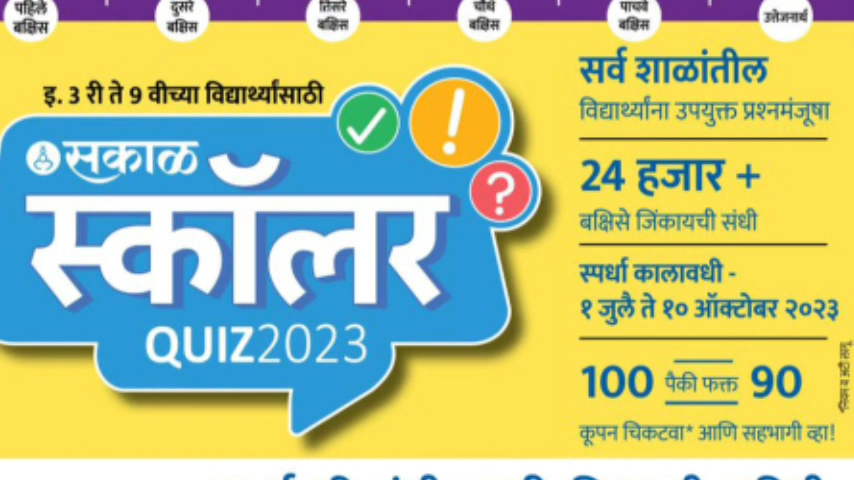 पहिले
बक्षिस
दुसरे
बक्षिस
तिसरे
बक्षिस
चौथे
बक्षिस
पाचवे
बक्षिस
उत्तेजनार्थ
इ. 3 री ते 9 वीच्या विद्यार्थ्यांसाठी
सकाळ
स्कॉलर
QUIZ2023
सर्व शाळांतील
विद्यार्थ्यांना उपयुक्त प्रश्नमंजूषा
24 हजार +
बक्षिसे जिंकायची संधी
स्पर्धा कालावधी -
१ जुलै ते १० ऑक्टोबर २०२३
100 पैकी फक्त 90
कूपन चिकटवा* आणि सहभागी व्हा!
*नियम व अटी लागू